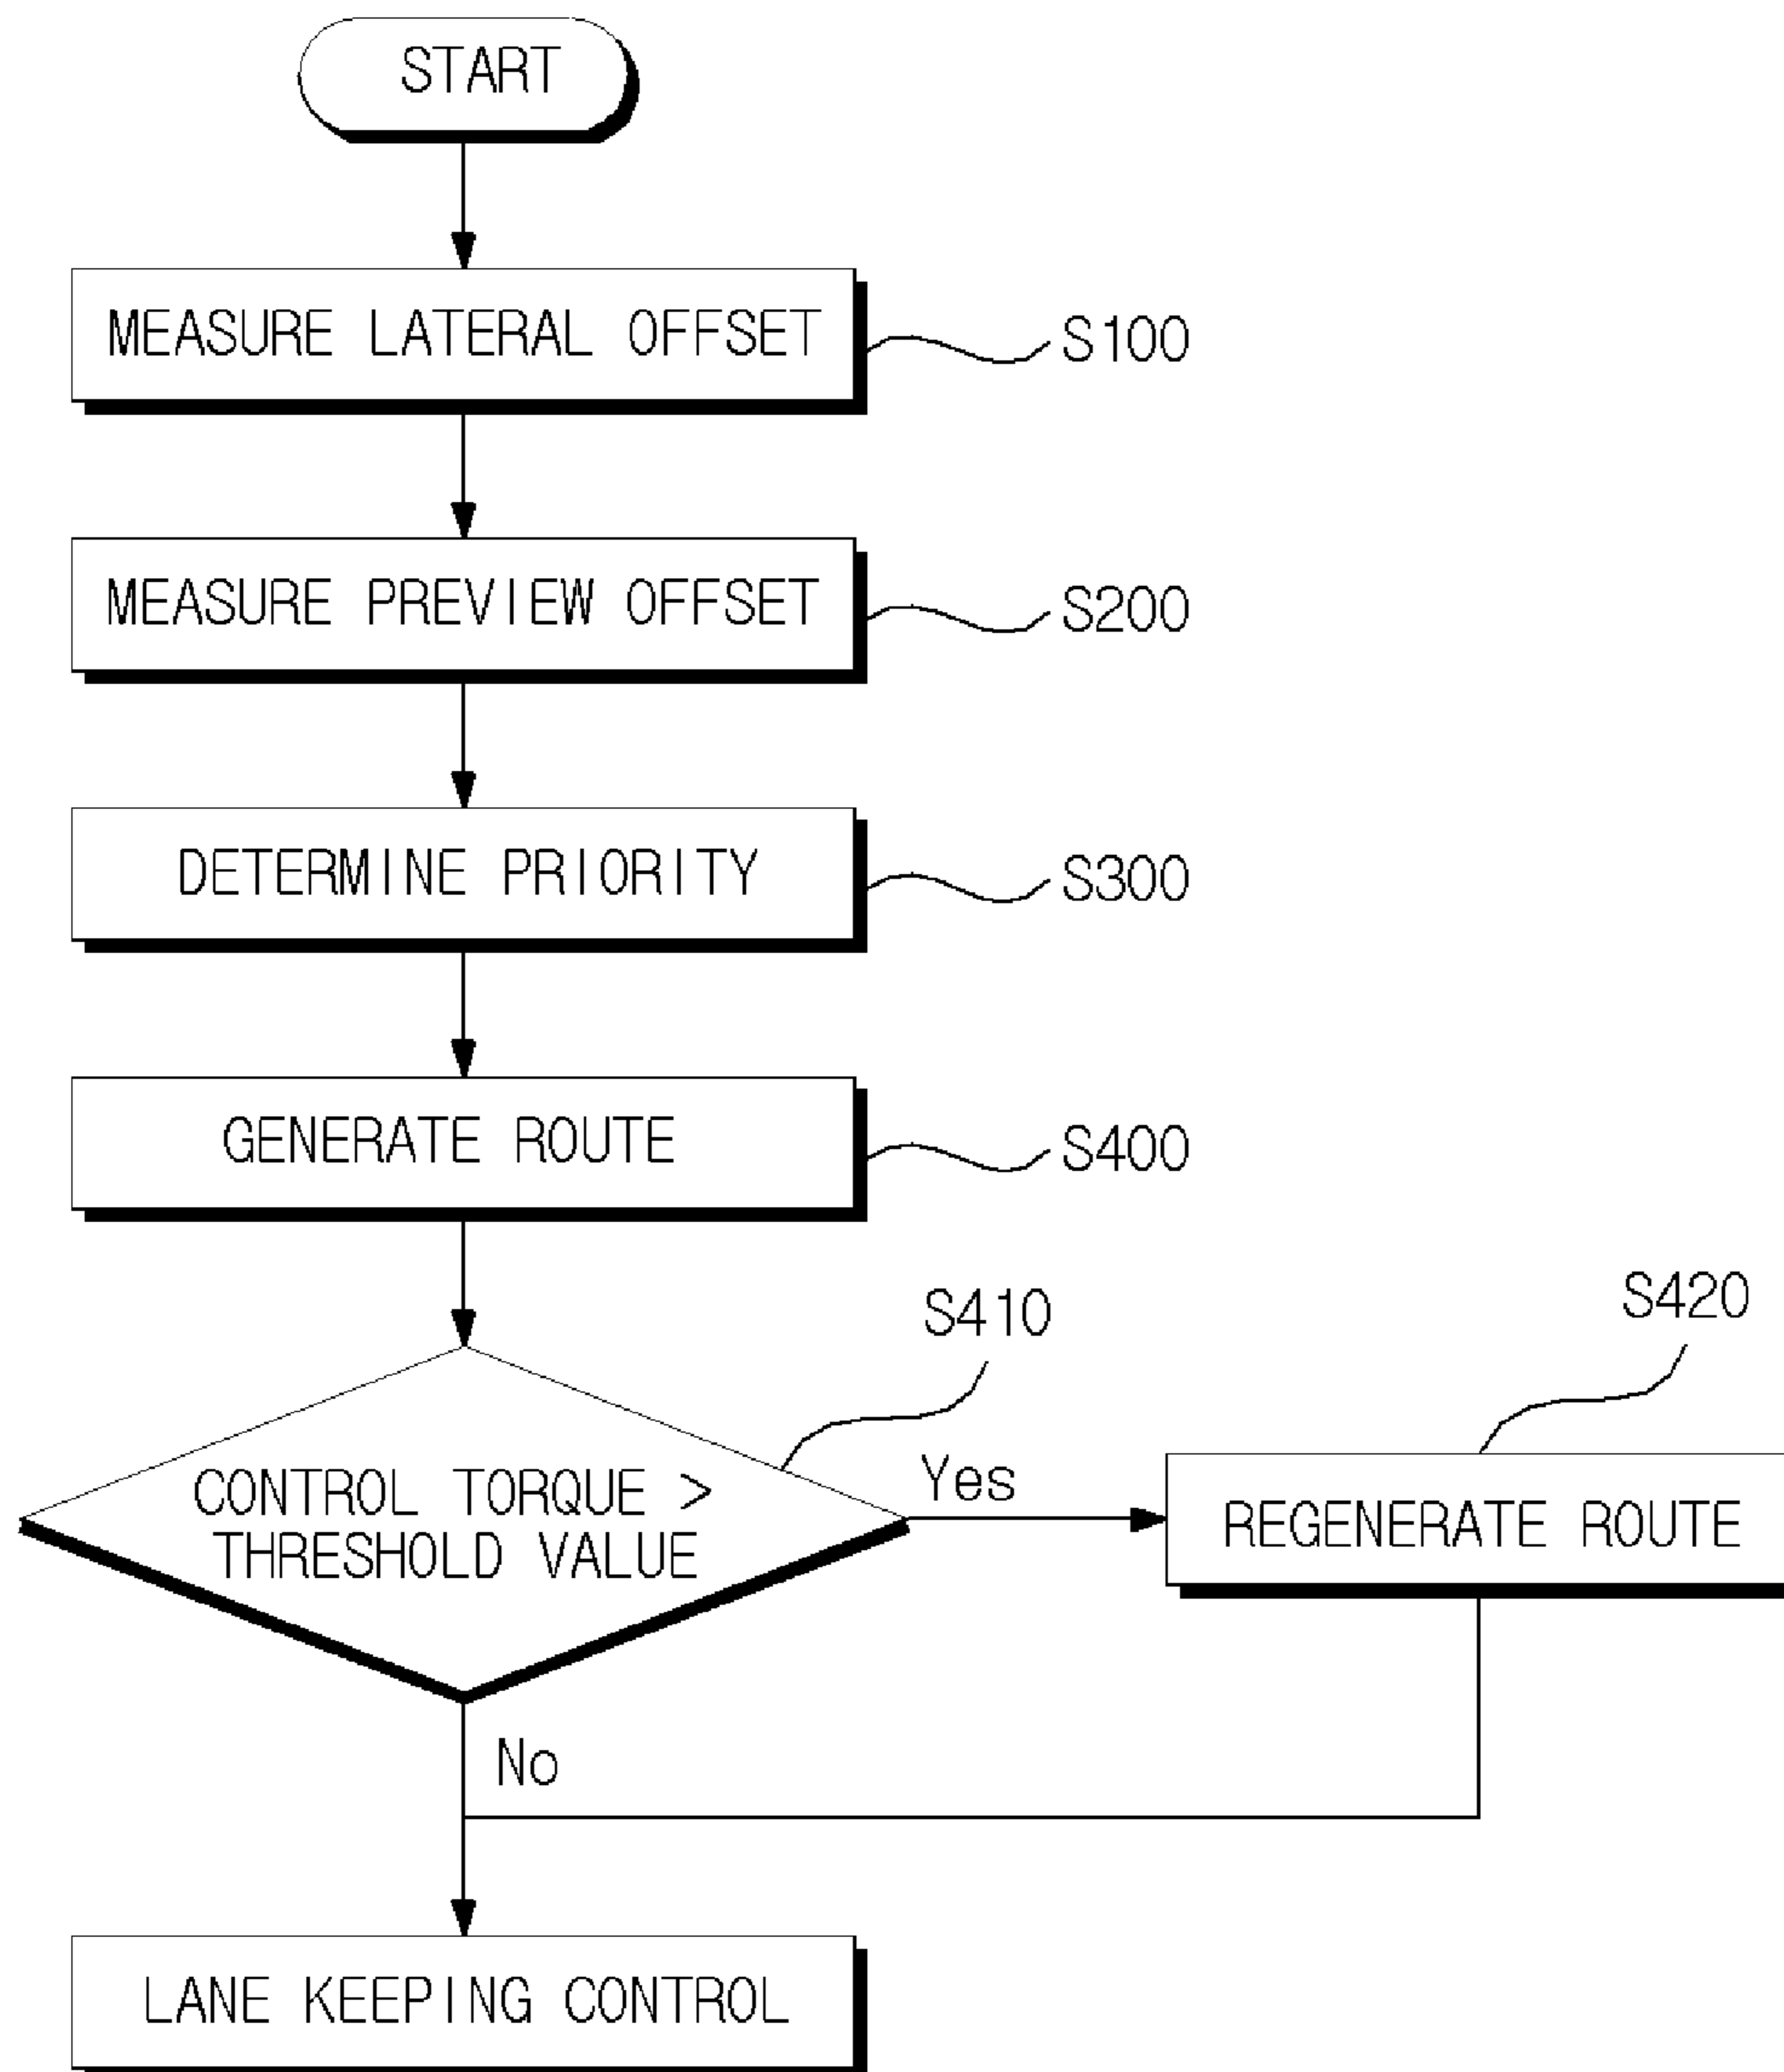 START
MEASURE LATERAL OFFSET
S100
MEASURE PREVIEW OFFSET
S200
DETERMINE PRIORITY
S300
GENERATE ROUTE
S400
S410
S420
CONTROL TORQUE >
THRESHOLD VALUE
Yes
REGENERATE ROUTE
No
LANE KEEPING CONTROL